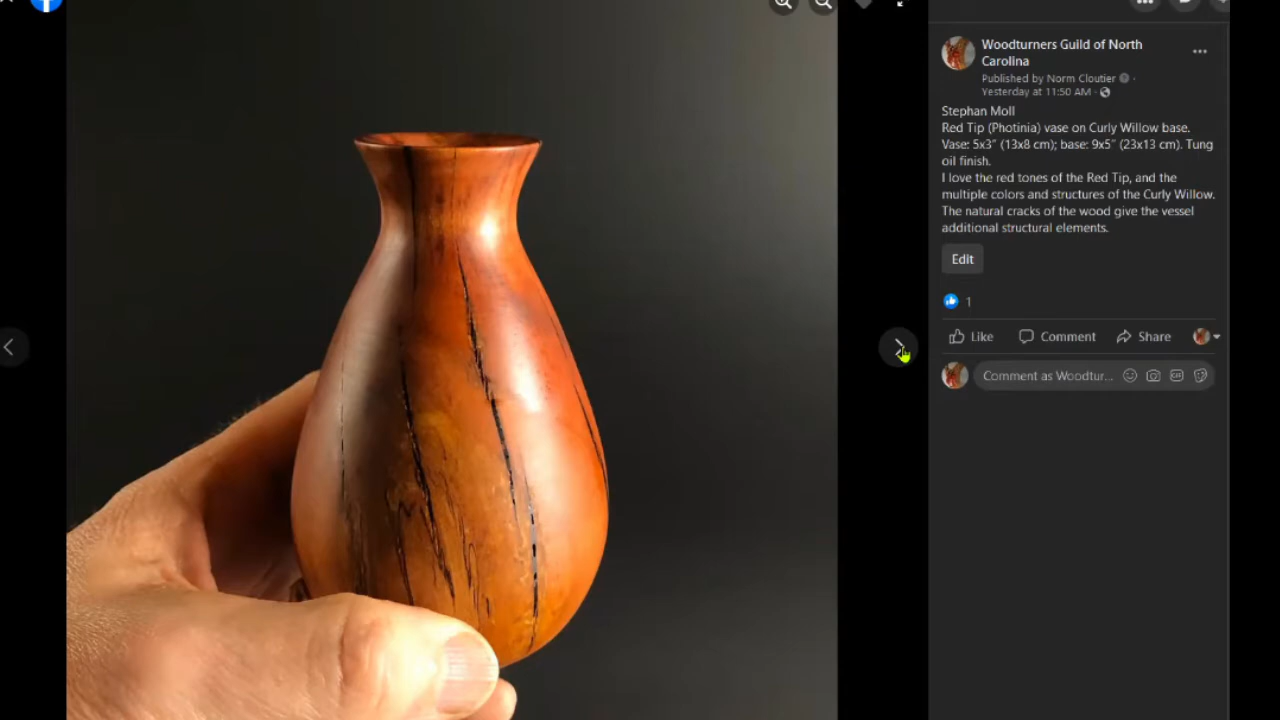 Woodturners Guild of North
Carolina
Published by Norm Cloutier
Yesterday at 11:50 AM ·
Stephan Moll
Red Tip (Photinia) vase on Curly Willow base.
Vase: 5x3" (13x8 cm); base: 9x5" (23x13 cm). Tung
oil finish.
I love the red tones of the Red Tip, and the
multiple colors and structures of the Curly Willow.
The natural cracks of the wood give the vessel
additional structural elements.
Edit
1
Like Comment Share
Comment as Woodtur... GIF